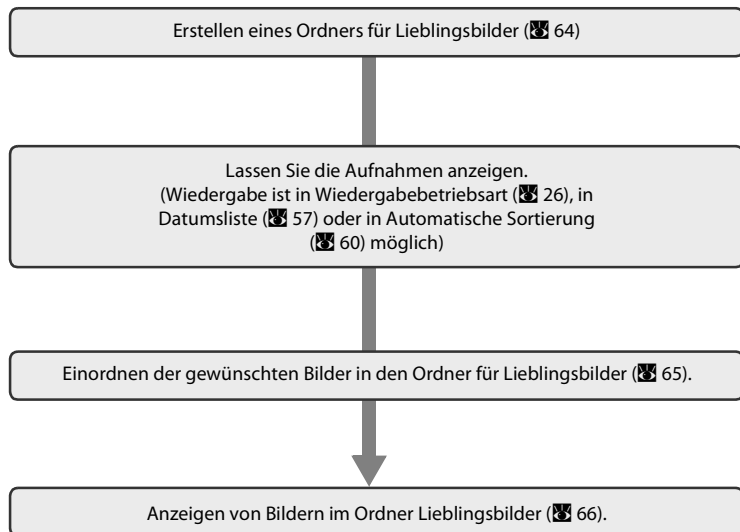 Erstellen eines Ordners für Lieblingsbilder (64)
Lassen Sie die Aufnahmen anzeigen.
(Wiedergabe ist in Wiedergabebetriebsart (26), in
Datumsliste (57) oder in Automatische Sortierung
(60) möglich)
Einordnen der gewünschten Bilder in den Ordner für Lieblingsbilder (65).
Anzeigen von Bildern im Ordner Lieblingsbilder (66).